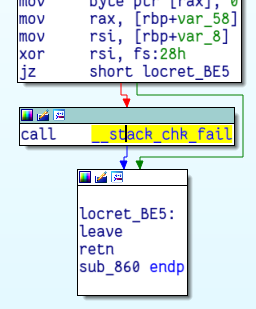 mov     byte ptr [rax], 0
mov     rax, [rbp+var_58]
mov     rsi, [rbp+var_8]
xor     rsi, fs:28h
jz      short locret_BE5
call    __stack_chk_fail
locret_BE5:
leave
retn
sub_860 endp